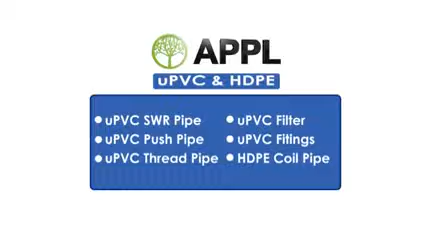 APPL
uPVC & HDPE
uPVC SWR Pipe
uPVC Push Pipe
uPVC Thread Pipe
uPVC Filter
uPVC Fitings
HDPE Coil Pipe